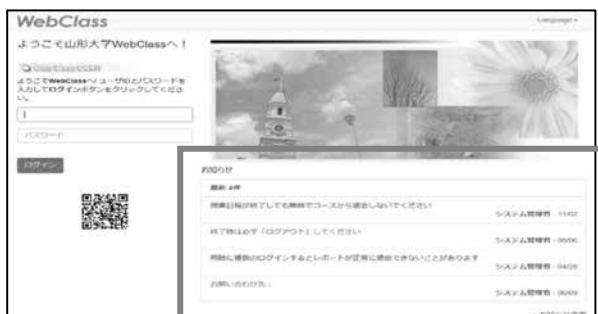 WebClass
Language
ようこそ山形大学WebClassへ！
ようこそWebClassへ! ユーザIDとパスワードを
入力してログインボタンをクリックしてくださ
い。
パスワード
ログイン
お知らせ
最新 4件
授業日程が終了しても無断でコースから退会しないでください
システム管理者 - 11/02
終了時は必ず「ログアウト」してください
システム管理者 - 06/06
同時に複数のログインするとレポートが正常に提出できないことがあります
システム管理者 - 04/28
お問い合わせ先：
システム管理者 - 06/09